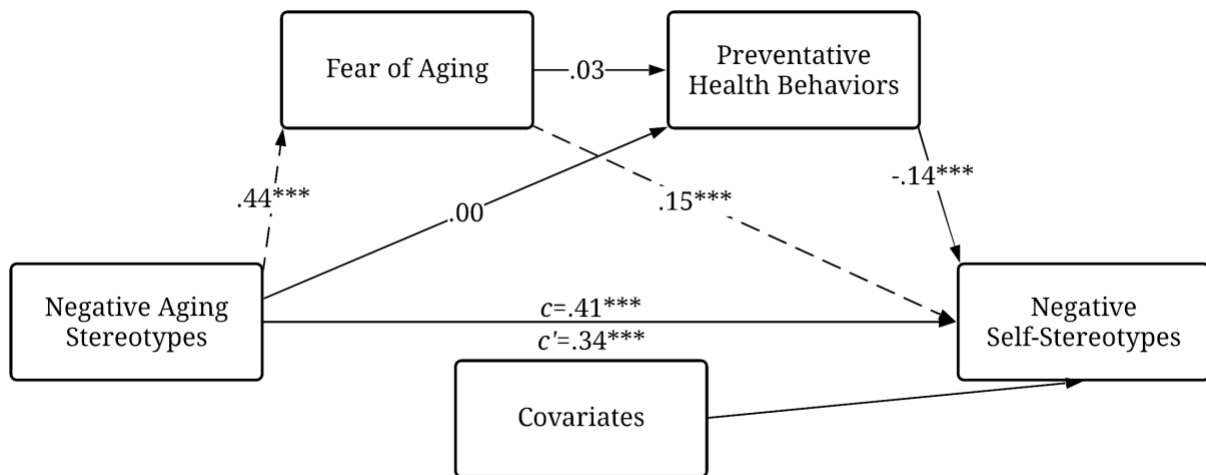 Fear of Aging
.03
Preventative
Health Behaviors
.44***
.00
.15***
-.14***
Negative Aging
Stereotypes
c=.41***
c'=.34***
Negative
Self-Stereotypes
Covariates